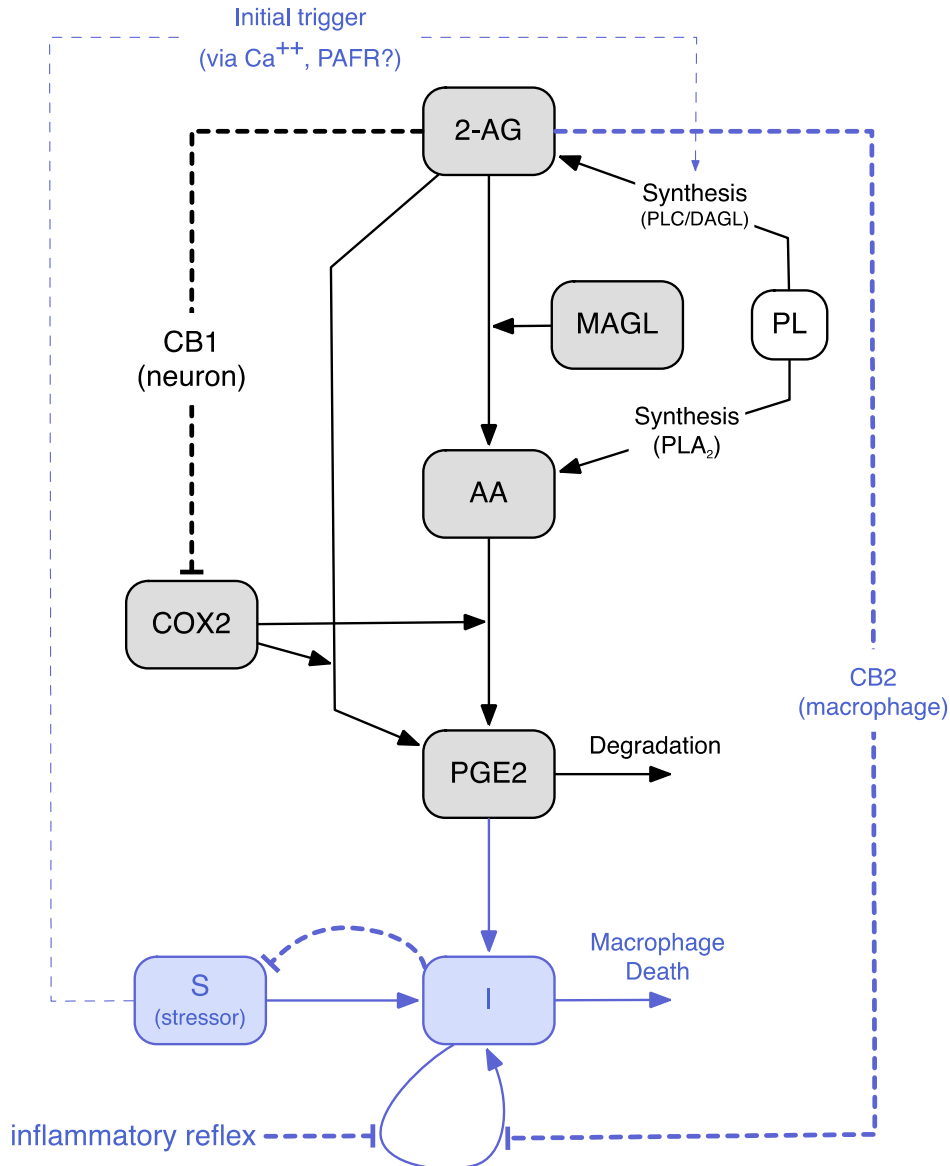 Initial trigger
(via Ca++, PAFR?)
2-AG
Synthesis
(PLC/DAGL)
MAGL
PL
CB1
(neuron)
Synthesis
(PLA2)
AA
COX2
CB2
(macrophage)
PGE2
Degradation
Macrophage
Death
S
(stressor)
I
inflammatory reflex